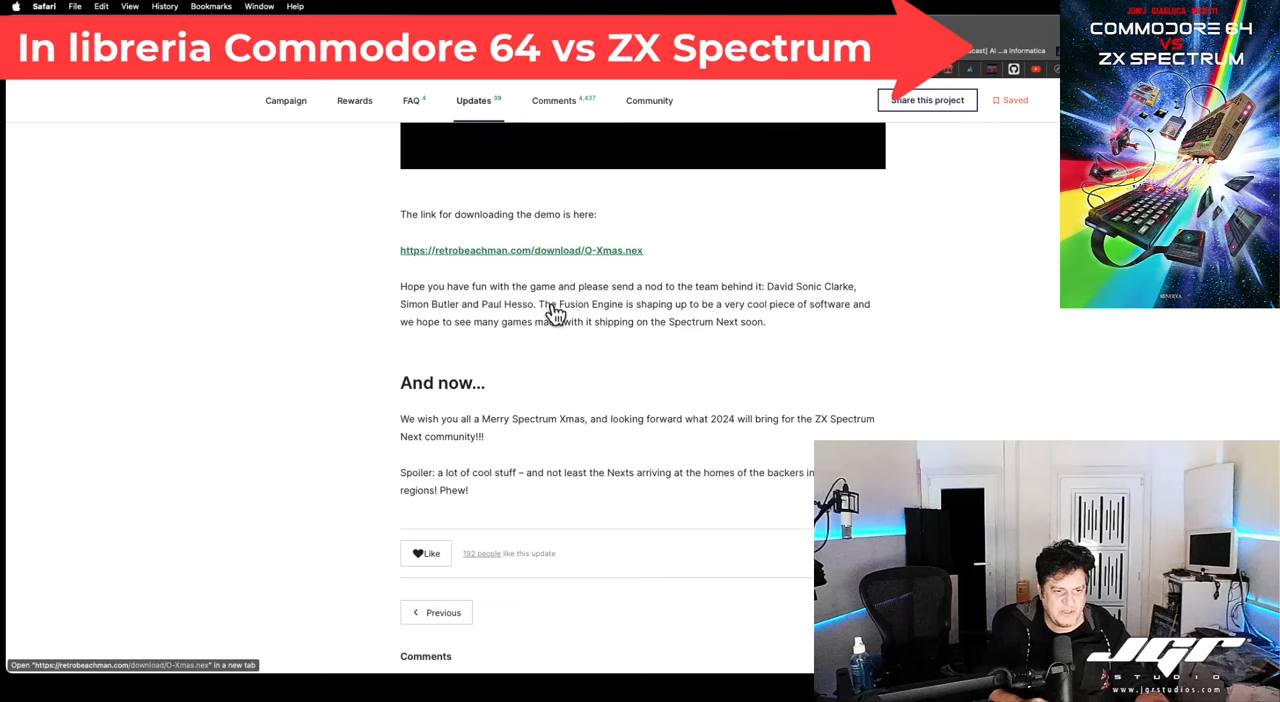 Safari File Edit View History Bookmarks Window Help
In libreria Commodore 64 vs ZX Spectrum
COMMODORE 64
VS
ZX SPECTRUM
MINERVA
Campaign Rewards FAQ 4 Updates 39 Comments 4,437 Community Share this project Saved
The link for downloading the demo is here:
https://retrobeachman.com/download/O-Xmas.nex
Hope you have fun with the game and please send a nod to the team behind it: David Sonic Clarke,
Simon Butler and Paul Hesso. The Fusion Engine is shaping up to be a very cool piece of software and
we hope to see many games with it shipping on the Spectrum Next soon.
And now...
We wish you all a Merry Spectrum Xmas, and looking forward what 2024 will bring for the ZX Spectrum
Next community!!!
Spoiler: a lot of cool stuff – and not least the Nexts arriving at the homes of the backers in
regions! Phew!
Like 192 people like this update
Previous
Comments
Open "https://retrobeachman.com/download/O-Xmas.nex" in a new tab
JGR
STUDIO
www.jgrstudios.com